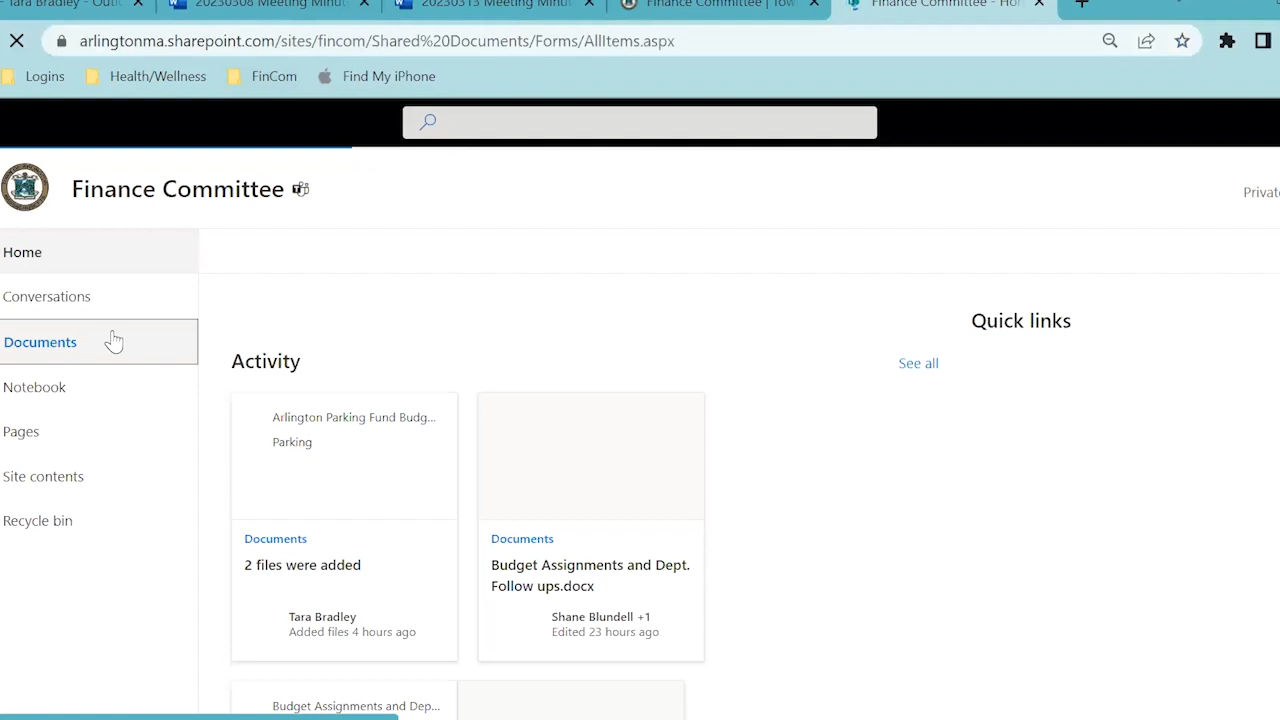 - Tara Bradley - Outl
20230308 Meeting Minut
20230313 Meeting Minut
Finance Committee | Tow
Finance Committee - Hom
arlingtonma.sharepoint.com/sites/fincom/Shared%20Documents/Forms/AllItems.aspx
Logins
Health/Wellness
FinCom
Find My iPhone
Finance Committee
Private
Home
Conversations
Documents
Notebook
Pages
Site contents
Recycle bin
Quick links
Activity
See all
Arlington Parking Fund Budg...
Parking
Documents
2 files were added
Tara Bradley
Added files 4 hours ago
Documents
Budget Assignments and Dept.
Follow ups.docx
Shane Blundell +1
Edited 23 hours ago
Budget Assignments and Dep...